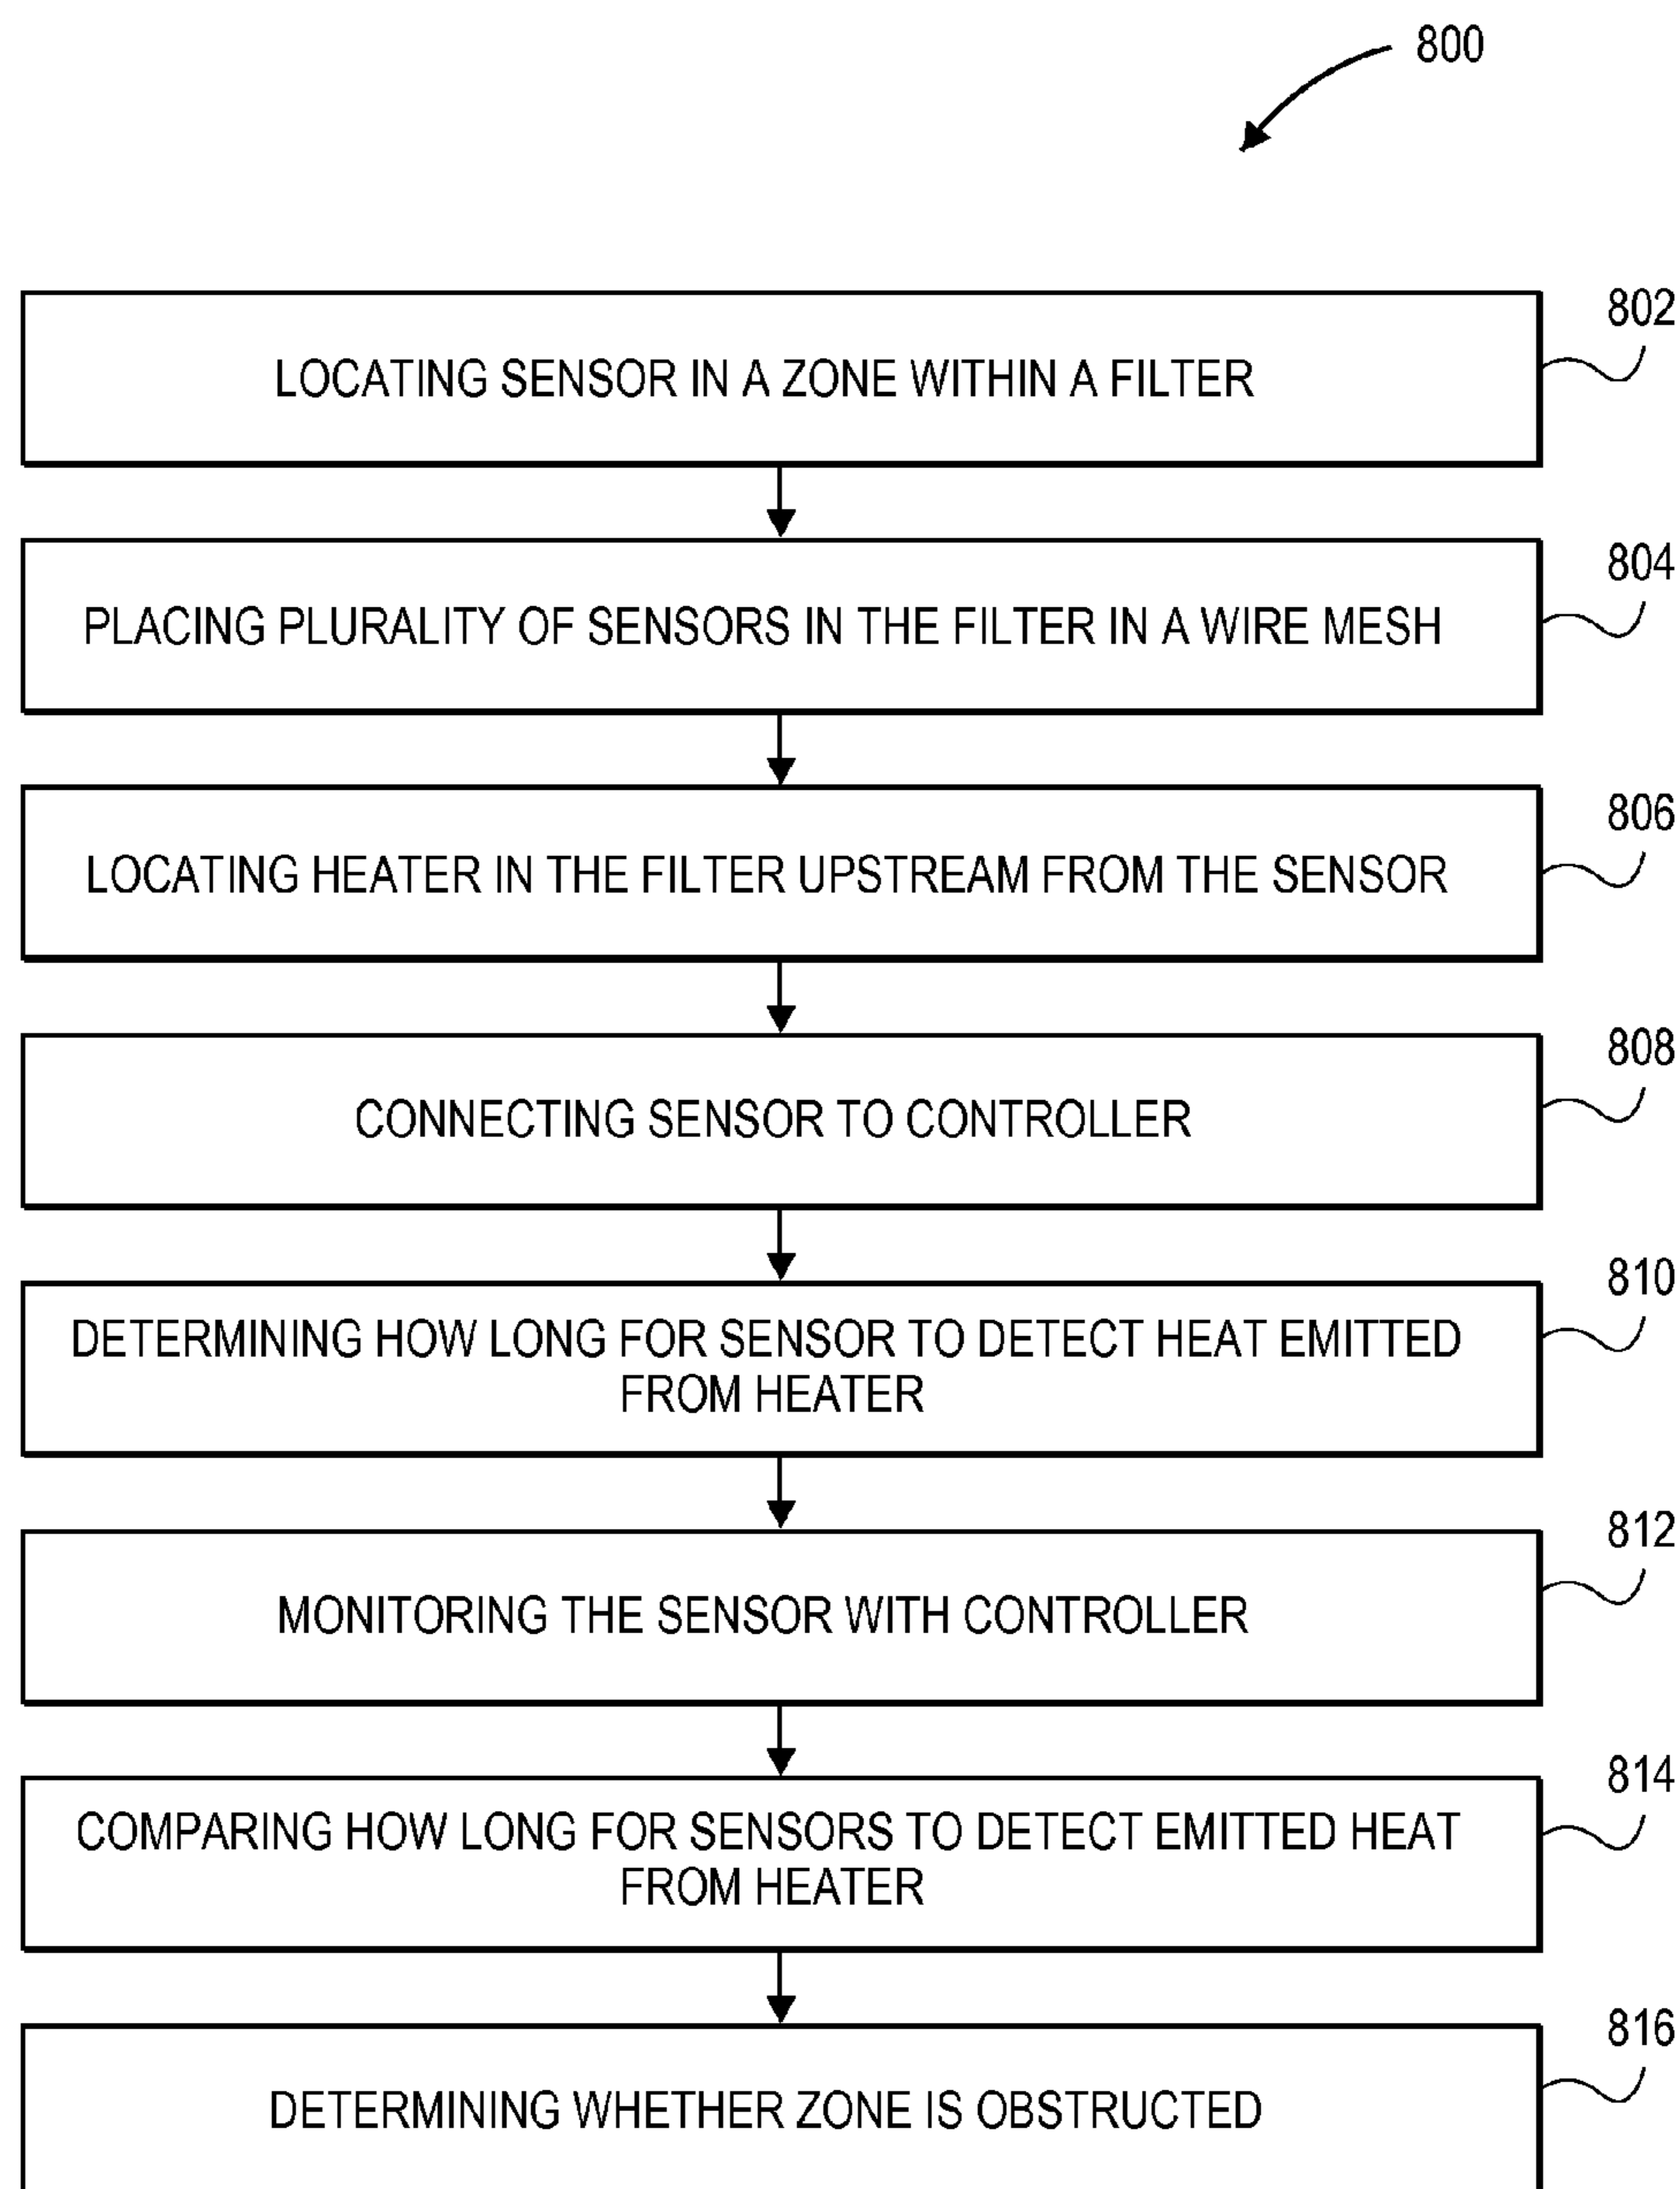 800
802
LOCATING SENSOR IN A ZONE WITHIN A FILTER
804
PLACING PLURALITY OF SENSORS IN THE FILTER IN A WIRE MESH
806
LOCATING HEATER IN THE FILTER UPSTREAM FROM THE SENSOR
808
CONNECTING SENSOR TO CONTROLLER
810
DETERMINING HOW LONG FOR SENSOR TO DETECT HEAT EMITTED
FROM HEATER
812
MONITORING THE SENSOR WITH CONTROLLER
814
COMPARING HOW LONG FOR SENSORS TO DETECT EMITTED HEAT
FROM HEATER
816
DETERMINING WHETHER ZONE IS OBSTRUCTED